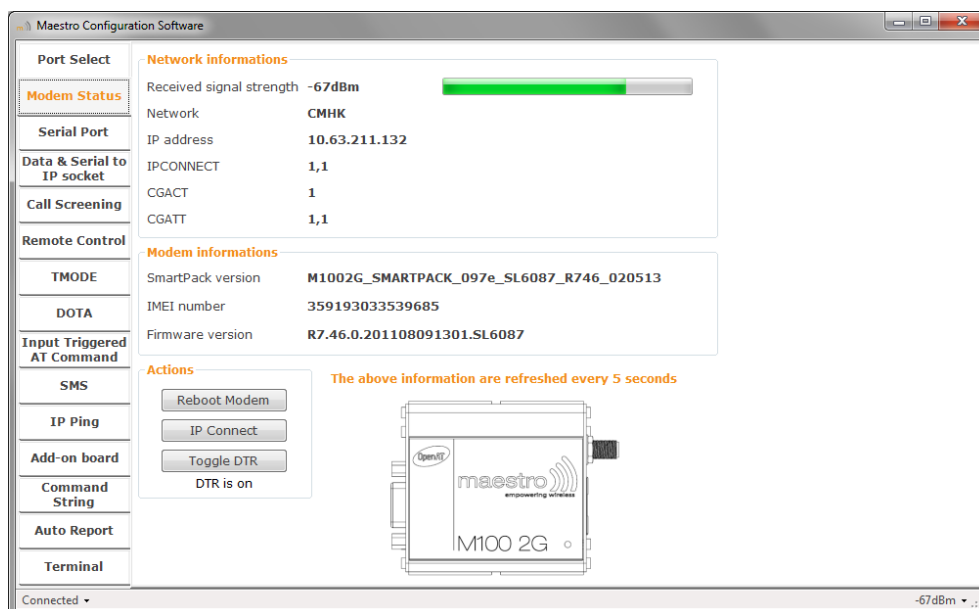 Maestro Configuration Software
Port Select
Modem Status
Serial Port
Data & Serial to
IP socket
Call Screening
Remote Control
TMODE
DOTA
Input Triggered
AT Command
SMS
IP Ping
Add-on board
Command
String
Auto Report
Terminal
Network informations
Received signal strength -67dBm
Network CMHK
IP address 10.63.211.132
IPCONNECT 1,1
CGACT 1
CGATT 1,1
Modem informations
SmartPack version M1002G_SMARTPACK_097e_SL6087_R746_020513
IMEI number 359193033539685
Firmware version R7.46.0.201108091301.SL6087
Actions
Reboot Modem
IP Connect
Toggle DTR
DTR is on
The above information are refreshed every 5 seconds
OpenAT
maestro
empowering wireless
M100 2G
Connected -67dBm